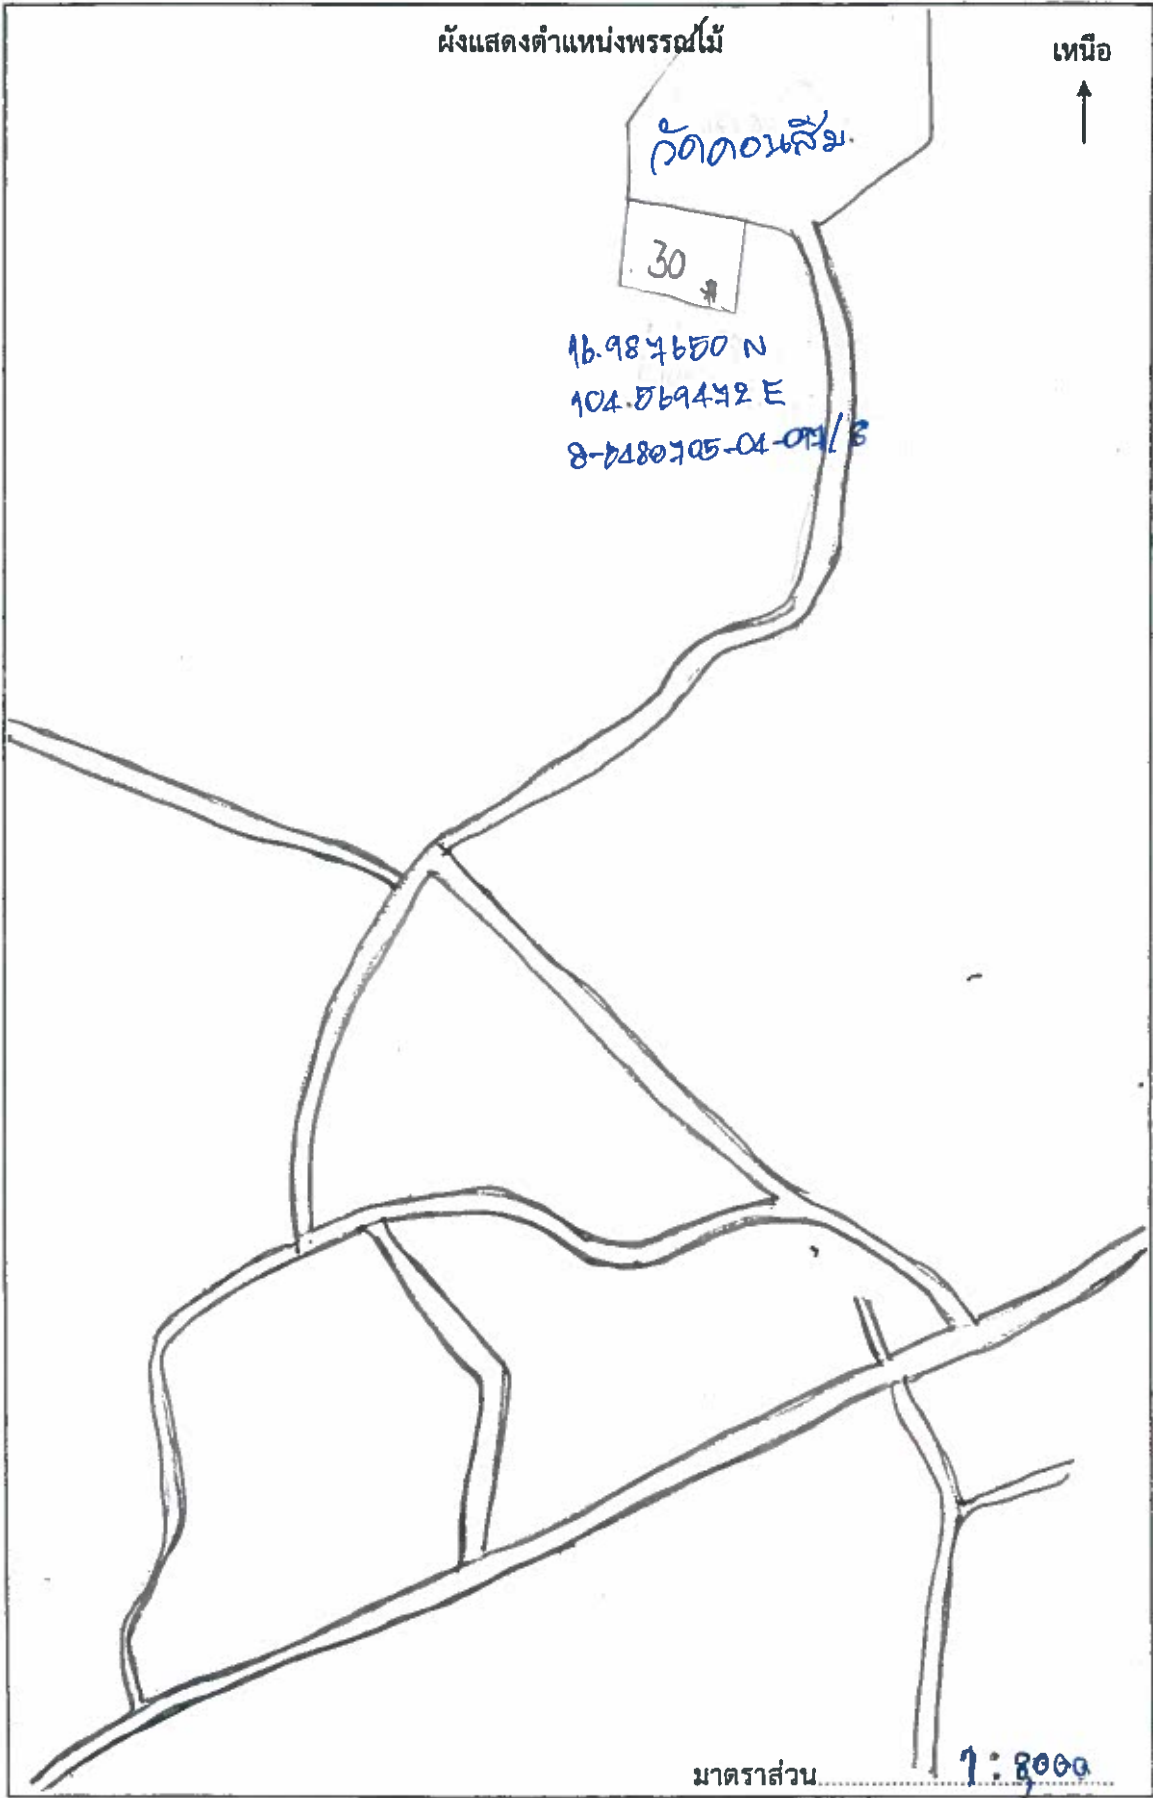 ผังแสดงตำแหน่งพรรณไม้
เหนือ
วัดดอนสีม
30
16.987650 N
104.569472 E
มาตราส่วน 1 : 8,000